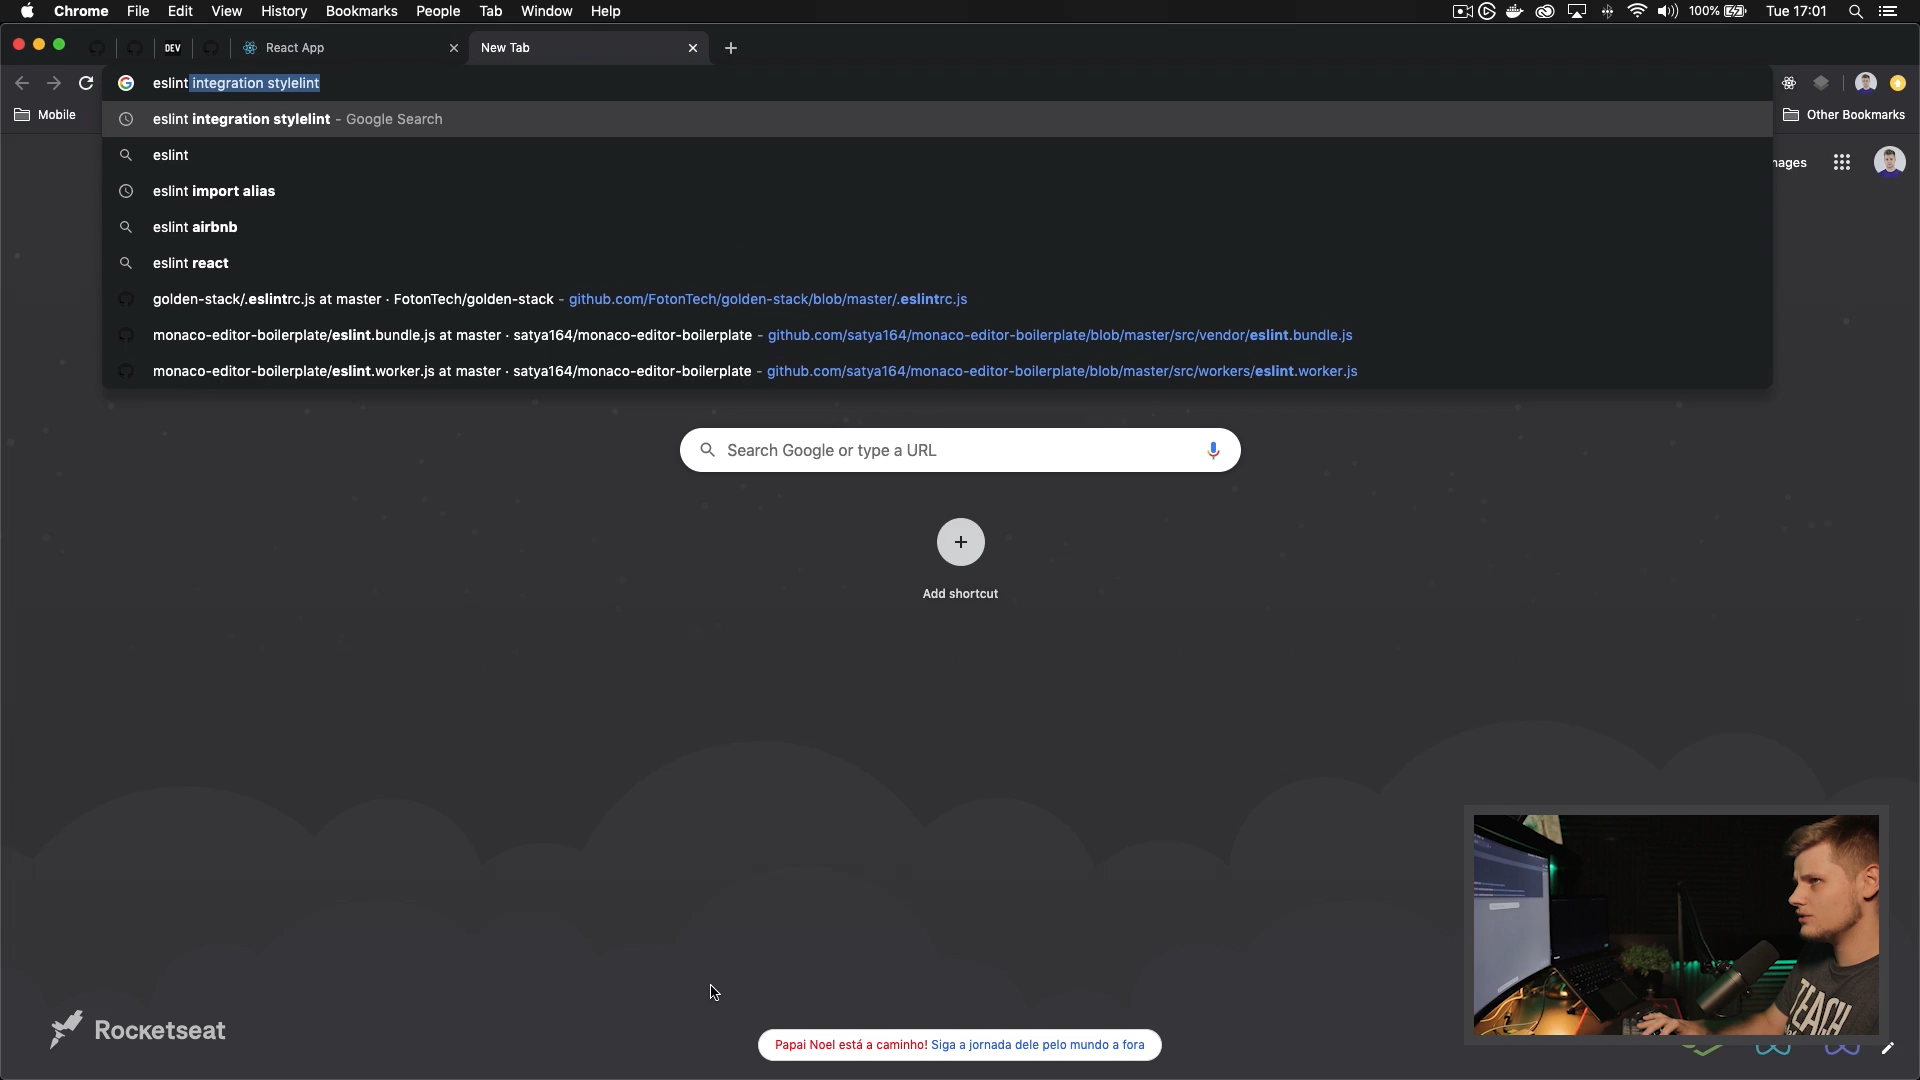 Chrome File Edit View History Bookmarks People Tab Window Help
100% Tue 17:01
DEV React App New Tab
eslint integration stylelint
Mobile
Other Bookmarks
eslint integration stylelint - Google Search
eslint
eslint import alias
eslint airbnb
eslint react
golden-stack/.eslintrc.js at master · FotonTech/golden-stack - github.com/FotonTech/golden-stack/blob/master/.eslintrc.js
monaco-editor-boilerplate/eslint.bundle.js at master · satya164/monaco-editor-boilerplate - github.com/satya164/monaco-editor-boilerplate/blob/master/src/vendor/eslint.bundle.js
monaco-editor-boilerplate/eslint.worker.js at master · satya164/monaco-editor-boilerplate - github.com/satya164/monaco-editor-boilerplate/blob/master/src/workers/eslint.worker.js
Search Google or type a URL
Add shortcut
TEACH
Rocketseat
Papai Noel está a caminho! Siga a jornada dele pelo mundo a fora